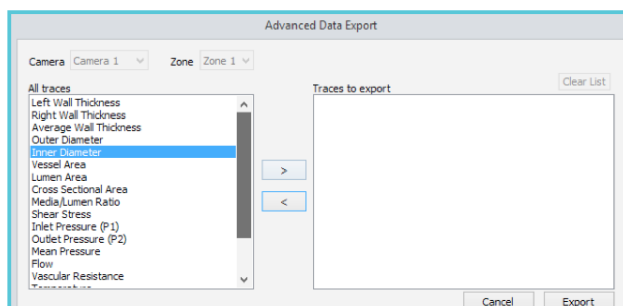 Advanced Data Export
Camera Camera 1 Zone Zone 1
Clear List
All traces
Traces to export
Left Wall Thickness
Right Wall Thickness
Average Wall Thickness
Outer Diameter
Inner Diameter
Vessel Area
Lumen Area
Cross Sectional Area
Media/Lumen Ratio
Shear Stress
Inlet Pressure (P1)
Outlet Pressure (P2)
Mean Pressure
Flow
Vascular Resistance
Temperature
>
<
Cancel Export